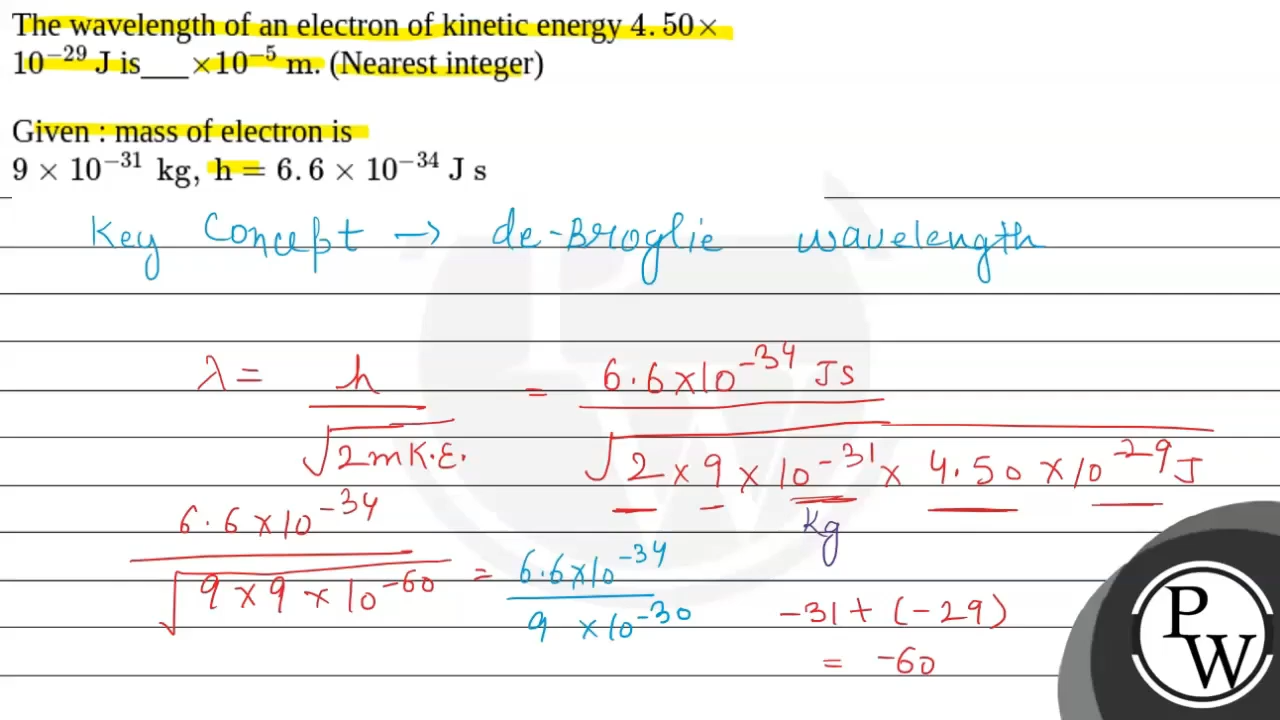 The wavelength of an electron of kinetic energy 4.50×
10⁻²⁹ J is___×10⁻⁵ m. (Nearest integer)
Given : mass of electron is
9 × 10⁻³¹ kg, h = 6.6 × 10⁻³⁴ J s
Key Concept → de-Broglie wavelength
λ = h / √(2mK.E.) = 6.6×10⁻³⁴ Js / √(2 × 9 × 10⁻³¹ × 4.50 × 10⁻²⁹ J)
kg
6.6×10⁻³⁴ / √(9×9×10⁻⁶⁰) = 6.6×10⁻³⁴ / 9 ×10⁻³⁰
-31 + (-29)
= -60
PW